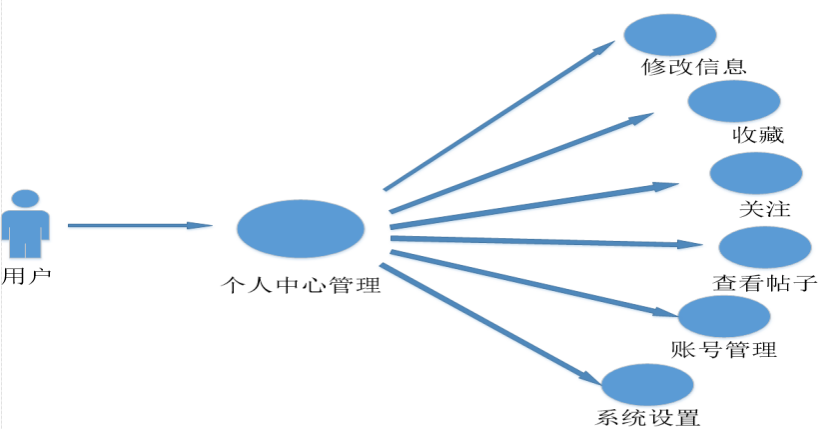 修改信息
收藏
关注
用户
个人中心管理
查看帖子
账号管理
系统设置